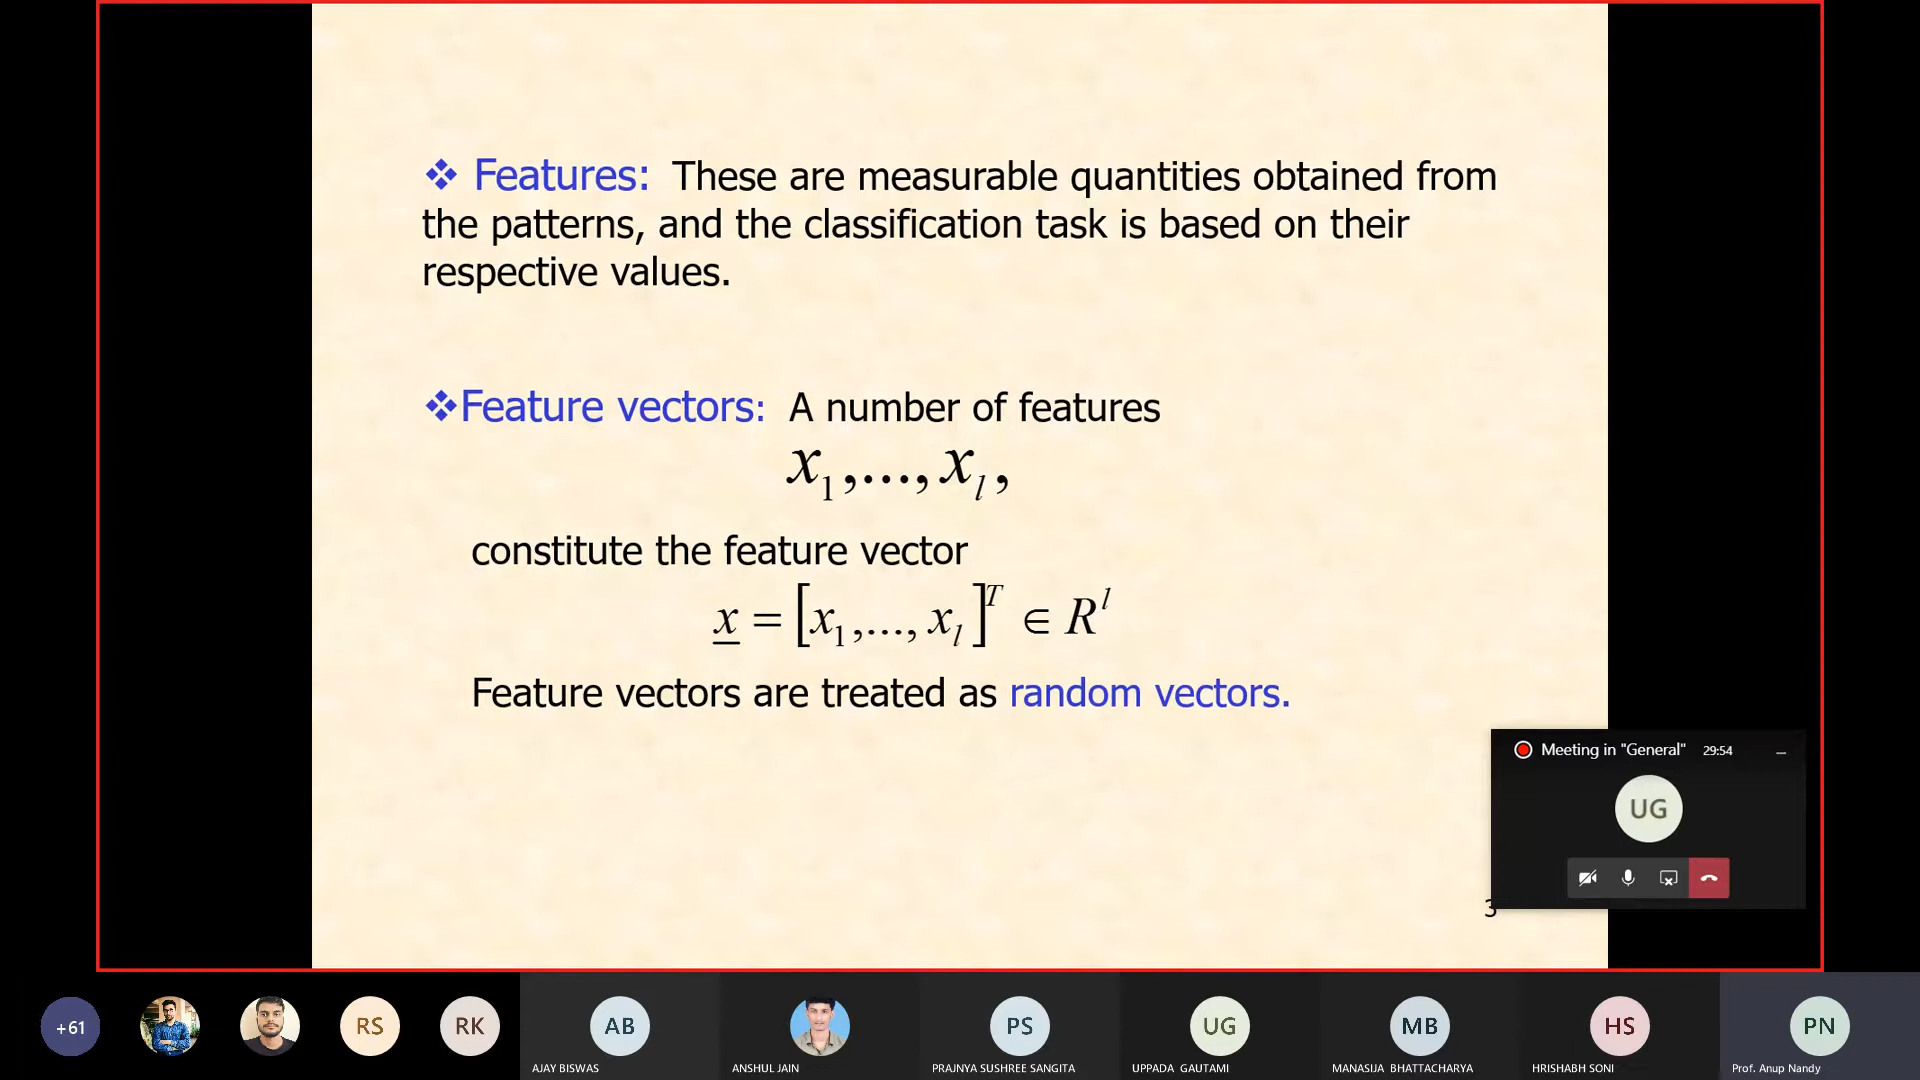 ❖ Features: These are measurable quantities obtained from
the patterns, and the classification task is based on their
respective values.
❖Feature vectors: A number of features
x₁,..., xₗ,
constitute the feature vector
x̲ = [x₁,..., xₗ]ᵀ ∈ Rˡ
Feature vectors are treated as random vectors.
Meeting in "General" 29:54
UG
3
+61
RS
RK
AB
PS
UG
MB
HS
PN
AJAY BISWAS
ANSHUL JAIN
PRAJNYA SUSHREE SANGITA
UPPADA GAUTAMI
MANASIJA BHATTACHARYA
HRISHABH SONI
Prof. Anup Nandy